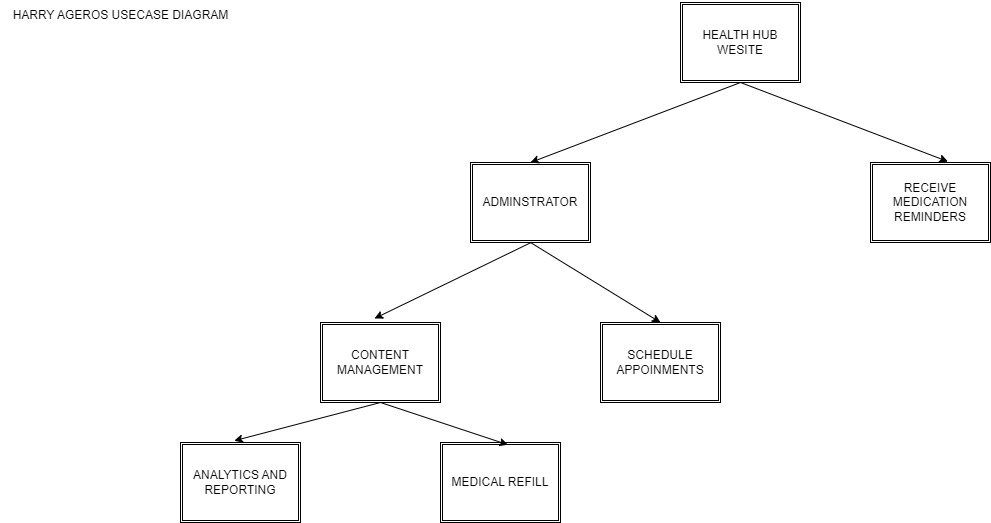 HARRY AGEROS USECASE DIAGRAM
HEALTH HUB
WESITE
ADMINSTRATOR
RECEIVE
MEDICATION
REMINDERS
CONTENT
MANAGEMENT
SCHEDULE
APPOINMENTS
ANALYTICS AND
REPORTING
MEDICAL REFILL